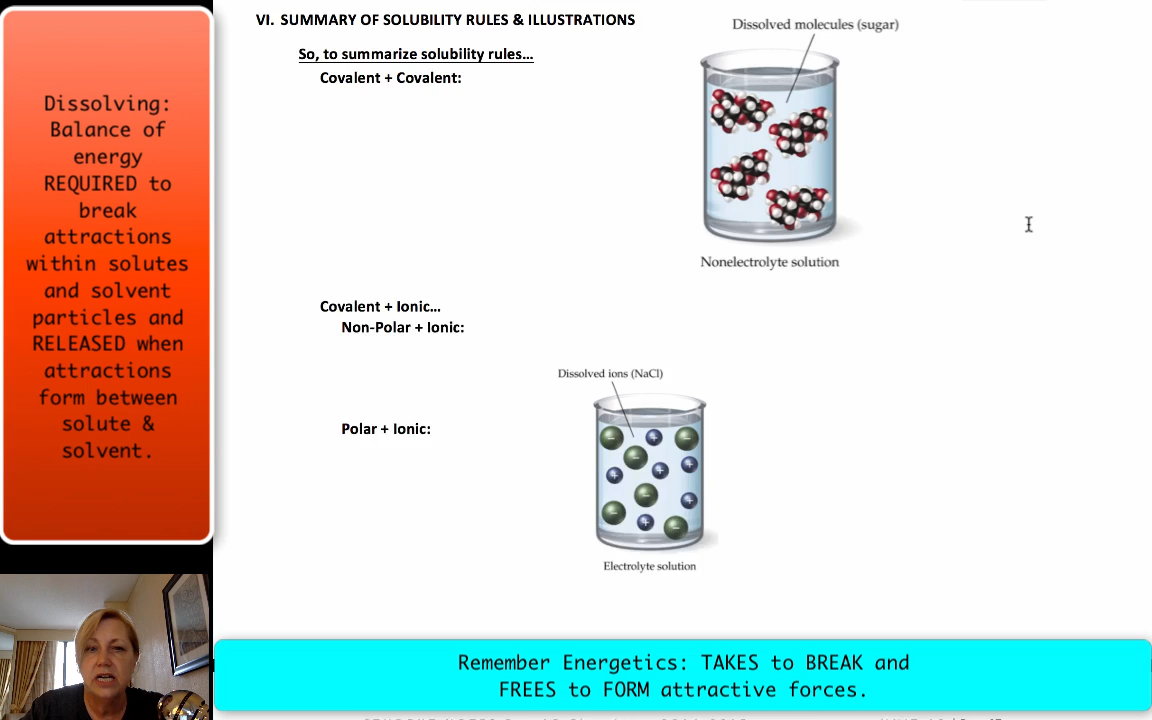 Dissolving:
Balance of
energy
REQUIRED to
break
attractions
within solutes
and solvent
particles and
RELEASED when
attractions
form between
solute &
solvent.
VI. SUMMARY OF SOLUBILITY RULES & ILLUSTRATIONS
So, to summarize solubility rules…
Covalent + Covalent:
Dissolved molecules (sugar)
Nonelectrolyte solution
Covalent + Ionic…
Non-Polar + Ionic:
Dissolved ions (NaCl)
Polar + Ionic:
− + −
−
+ + +
− +
− + −
Electrolyte solution
Remember Energetics: TAKES to BREAK and
FREES to FORM attractive forces.